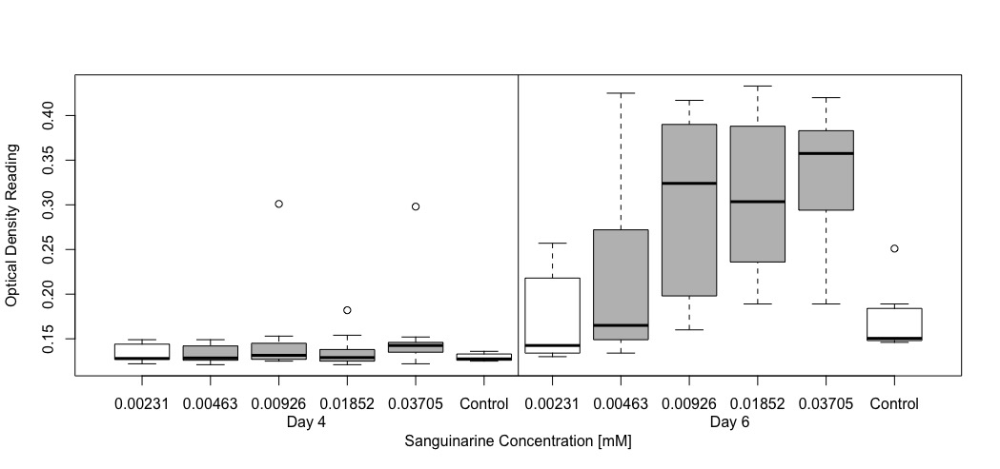 Optical Density Reading
0.40
0.35
0.30
0.25
0.20
0.15
0.00231 0.00463 0.00926 0.01852 0.03705 Control 0.00231 0.00463 0.00926 0.01852 0.03705 Control
Day 4 Day 6
Sanguinarine Concentration [mM]